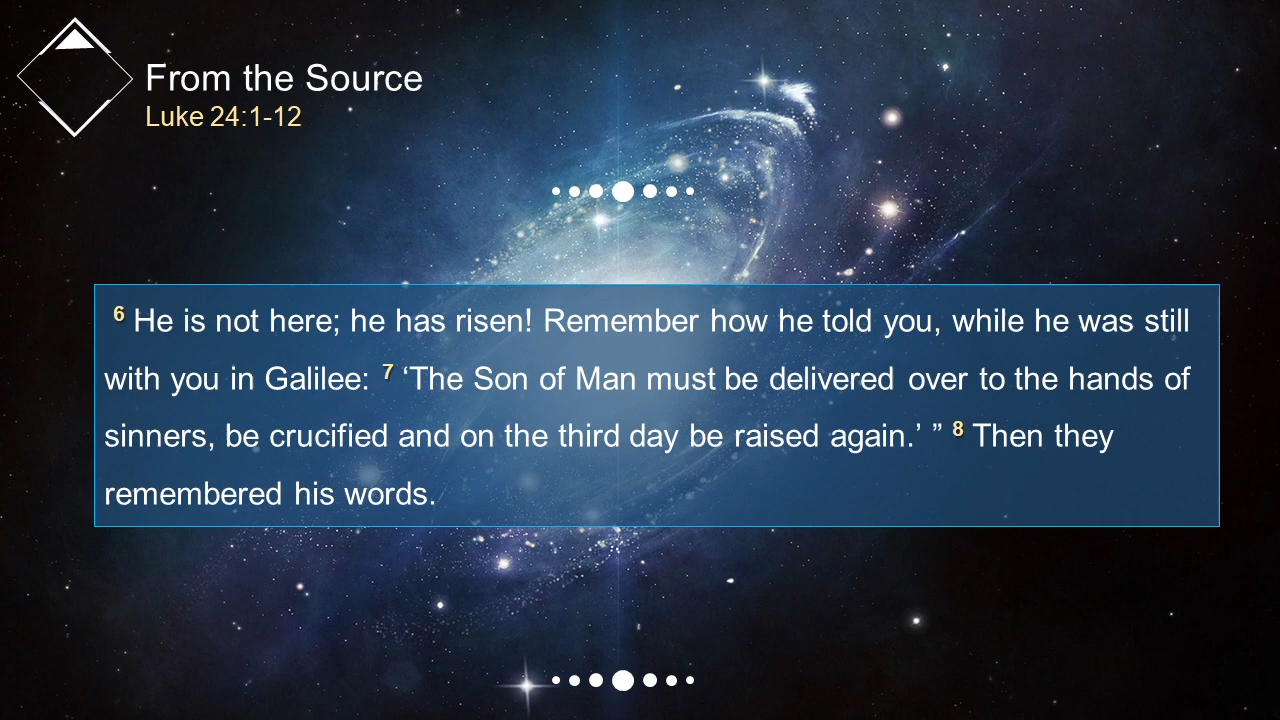 From the Source
Luke 24:1-12
6 He is not here; he has risen! Remember how he told you, while he was still
with you in Galilee: 7 ‘The Son of Man must be delivered over to the hands of
sinners, be crucified and on the third day be raised again.’ ” 8 Then they
remembered his words.